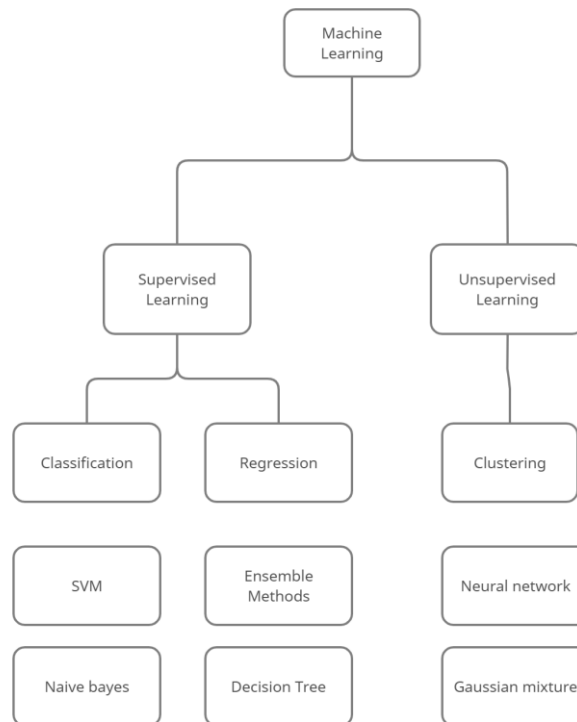 Machine
Learning
Supervised
Learning
Unsupervised
Learning
Classification
Regression
Clustering
SVM
Ensemble
Methods
Neural network
Naive bayes
Decision Tree
Gaussian mixture